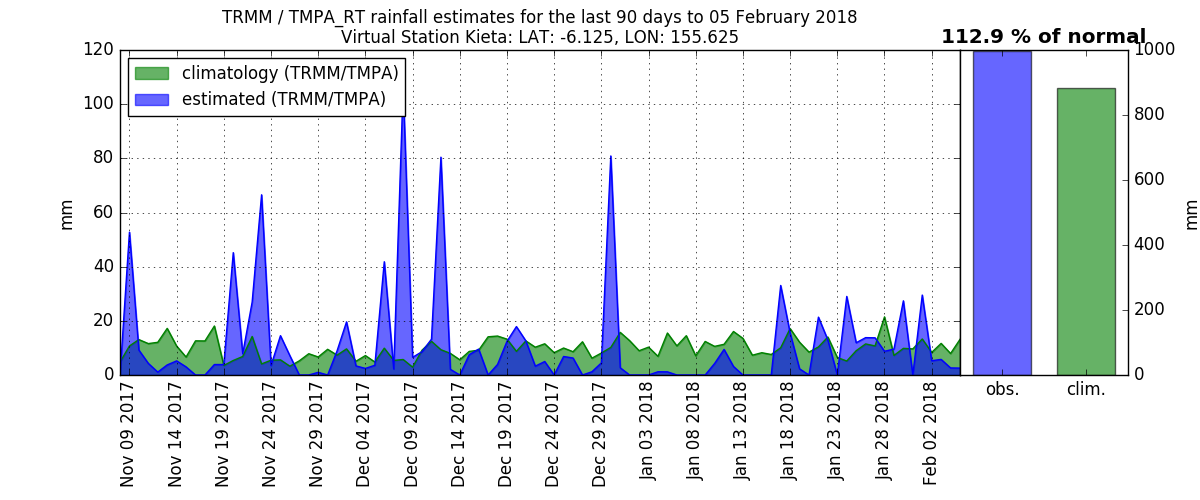 TRMM / TMPA_RT rainfall estimates for the last 90 days to 05 February 2018
Virtual Station Kieta: LAT: -6.125, LON: 155.625
112.9 % of normal
climatology (TRMM/TMPA)
estimated (TRMM/TMPA)
120
100
80
60
40
20
0
mm
Nov 09 2017
Nov 14 2017
Nov 19 2017
Nov 24 2017
Nov 29 2017
Dec 04 2017
Dec 09 2017
Dec 14 2017
Dec 19 2017
Dec 24 2017
Dec 29 2017
Jan 03 2018
Jan 08 2018
Jan 13 2018
Jan 18 2018
Jan 23 2018
Jan 28 2018
Feb 02 2018
obs.
clim.
1000
800
600
400
200
0
mm